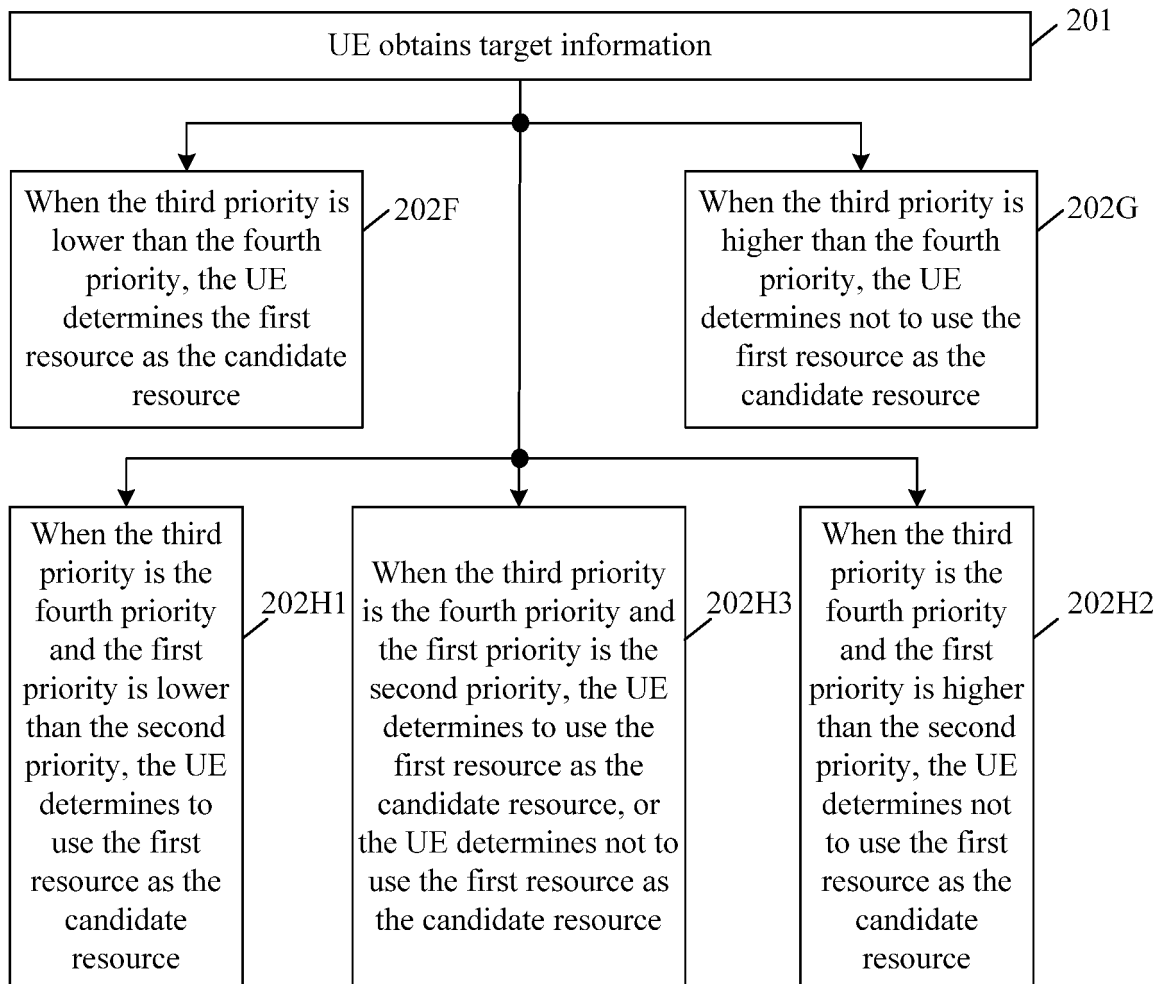 UE obtains target information
201
When the third priority is
lower than the fourth
priority, the UE
determines the first
resource as the candidate
resource
202F
When the third priority is
higher than the fourth
priority, the UE
determines not to use the
first resource as the
candidate resource
202G
When the third
priority is the
fourth priority
and the first
priority is lower
than the second
priority, the UE
determines to
use the first
resource as the
candidate
resource
202H1
When the third priority
is the fourth priority and
the first priority is the
second priority, the UE
determines to use the
first resource as the
candidate resource, or
the UE determines not to
use the first resource as
the candidate resource
202H3
When the third
priority is the
fourth priority
and the first
priority is higher
than the second
priority, the UE
determines not
to use the first
resource as the
candidate
resource
202H2